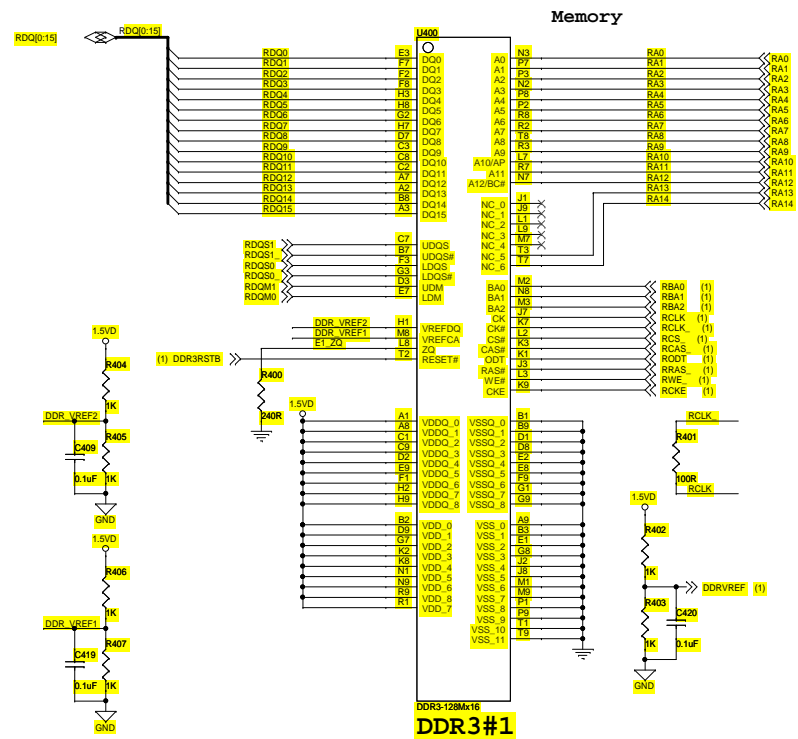 Memory
RDQ[0:15]
RDQ[0:15]
U400
RDQ0 E3 DQ0 A0 N3 RA0 RA0
RDQ1 F7 DQ1 A1 P7 RA1 RA1
RDQ2 F2 DQ2 A2 P3 RA2 RA2
RDQ3 F8 DQ3 A3 N2 RA3 RA3
RDQ4 H3 DQ4 A4 P8 RA4 RA4
RDQ5 H8 DQ5 A5 P2 RA5 RA5
RDQ6 G2 DQ6 A6 R8 RA6 RA6
RDQ7 H7 DQ7 A7 R2 RA7 RA7
RDQ8 D7 DQ8 A8 T8 RA8 RA8
RDQ9 C3 DQ9 A9 R3 RA9 RA9
RDQ10 C8 DQ10 A10/AP L7 RA10 RA10
RDQ11 C2 DQ11 A11 R7 RA11 RA11
RDQ12 A7 DQ12 A12/BC# N7 RA12 RA12
RDQ13 A2 DQ13 RA13 RA13
RDQ14 B8 DQ14 NC_0 J1 RA14 RA14
RDQ15 A3 DQ15 NC_1 J9
NC_2 L1
NC_3 L9
NC_4 M7
RDQS1 C7 UDQS NC_5 T3
RDQS1_ B7 UDQS# NC_6 T7
RDQS0 F3 LDQS
RDQS0_ G3 LDQS#
RDQM1 D3 UDM BA0 M2 RBA0 (1)
RDQM0 E7 LDM BA1 N8 RBA1 (1)
BA2 M3 RBA2 (1)
CK J7 RCLK (1)
DDR_VREF2 H1 VREFDQ CK# K7 RCLK_ (1)
DDR_VREF1 M8 VREFCA CS# L2 RCS_ (1)
E1_ZQ L8 ZQ CAS# K3 RCAS_ (1)
(1) DDR3RSTB T2 RESET# ODT K1 RODT (1)
RAS# J3 RRAS_ (1)
WE# L3 RWE_ (1)
CKE K9 RCKE (1)
R400
240R
1.5VD
R404
1K
DDR_VREF2
R405
C409
0.1uF
1K
GND
1.5VD
R406
1K
DDR_VREF1
R407
C419
0.1uF
1K
GND
1.5VD
A1 VDDQ_0 VSSQ_0 B1
A8 VDDQ_1 VSSQ_1 B9
C1 VDDQ_2 VSSQ_2 D1
C9 VDDQ_3 VSSQ_3 D8
D2 VDDQ_4 VSSQ_4 E2
E9 VDDQ_5 VSSQ_5 E8
F1 VDDQ_6 VSSQ_6 F9
H2 VDDQ_7 VSSQ_7 G1
H9 VDDQ_8 VSSQ_8 G9
B2 VDD_0 VSS_0 A9
D9 VDD_1 VSS_1 B3
G7 VDD_2 VSS_2 E1
K2 VDD_3 VSS_3 G8
K8 VDD_4 VSS_4 J2
N1 VDD_5 VSS_5 J8
N9 VDD_6 VSS_6 M1
R9 VDD_8 VSS_7 M9
R1 VDD_7 VSS_8 P1
VSS_9 P9
VSS_10 T1
VSS_11 T9
RCLK_
R401
100R
RCLK
1.5VD
R402
1K
DDRVREF (1)
R403
C420
1K
0.1uF
GND
DDR3-128Mx16
DDR3#1